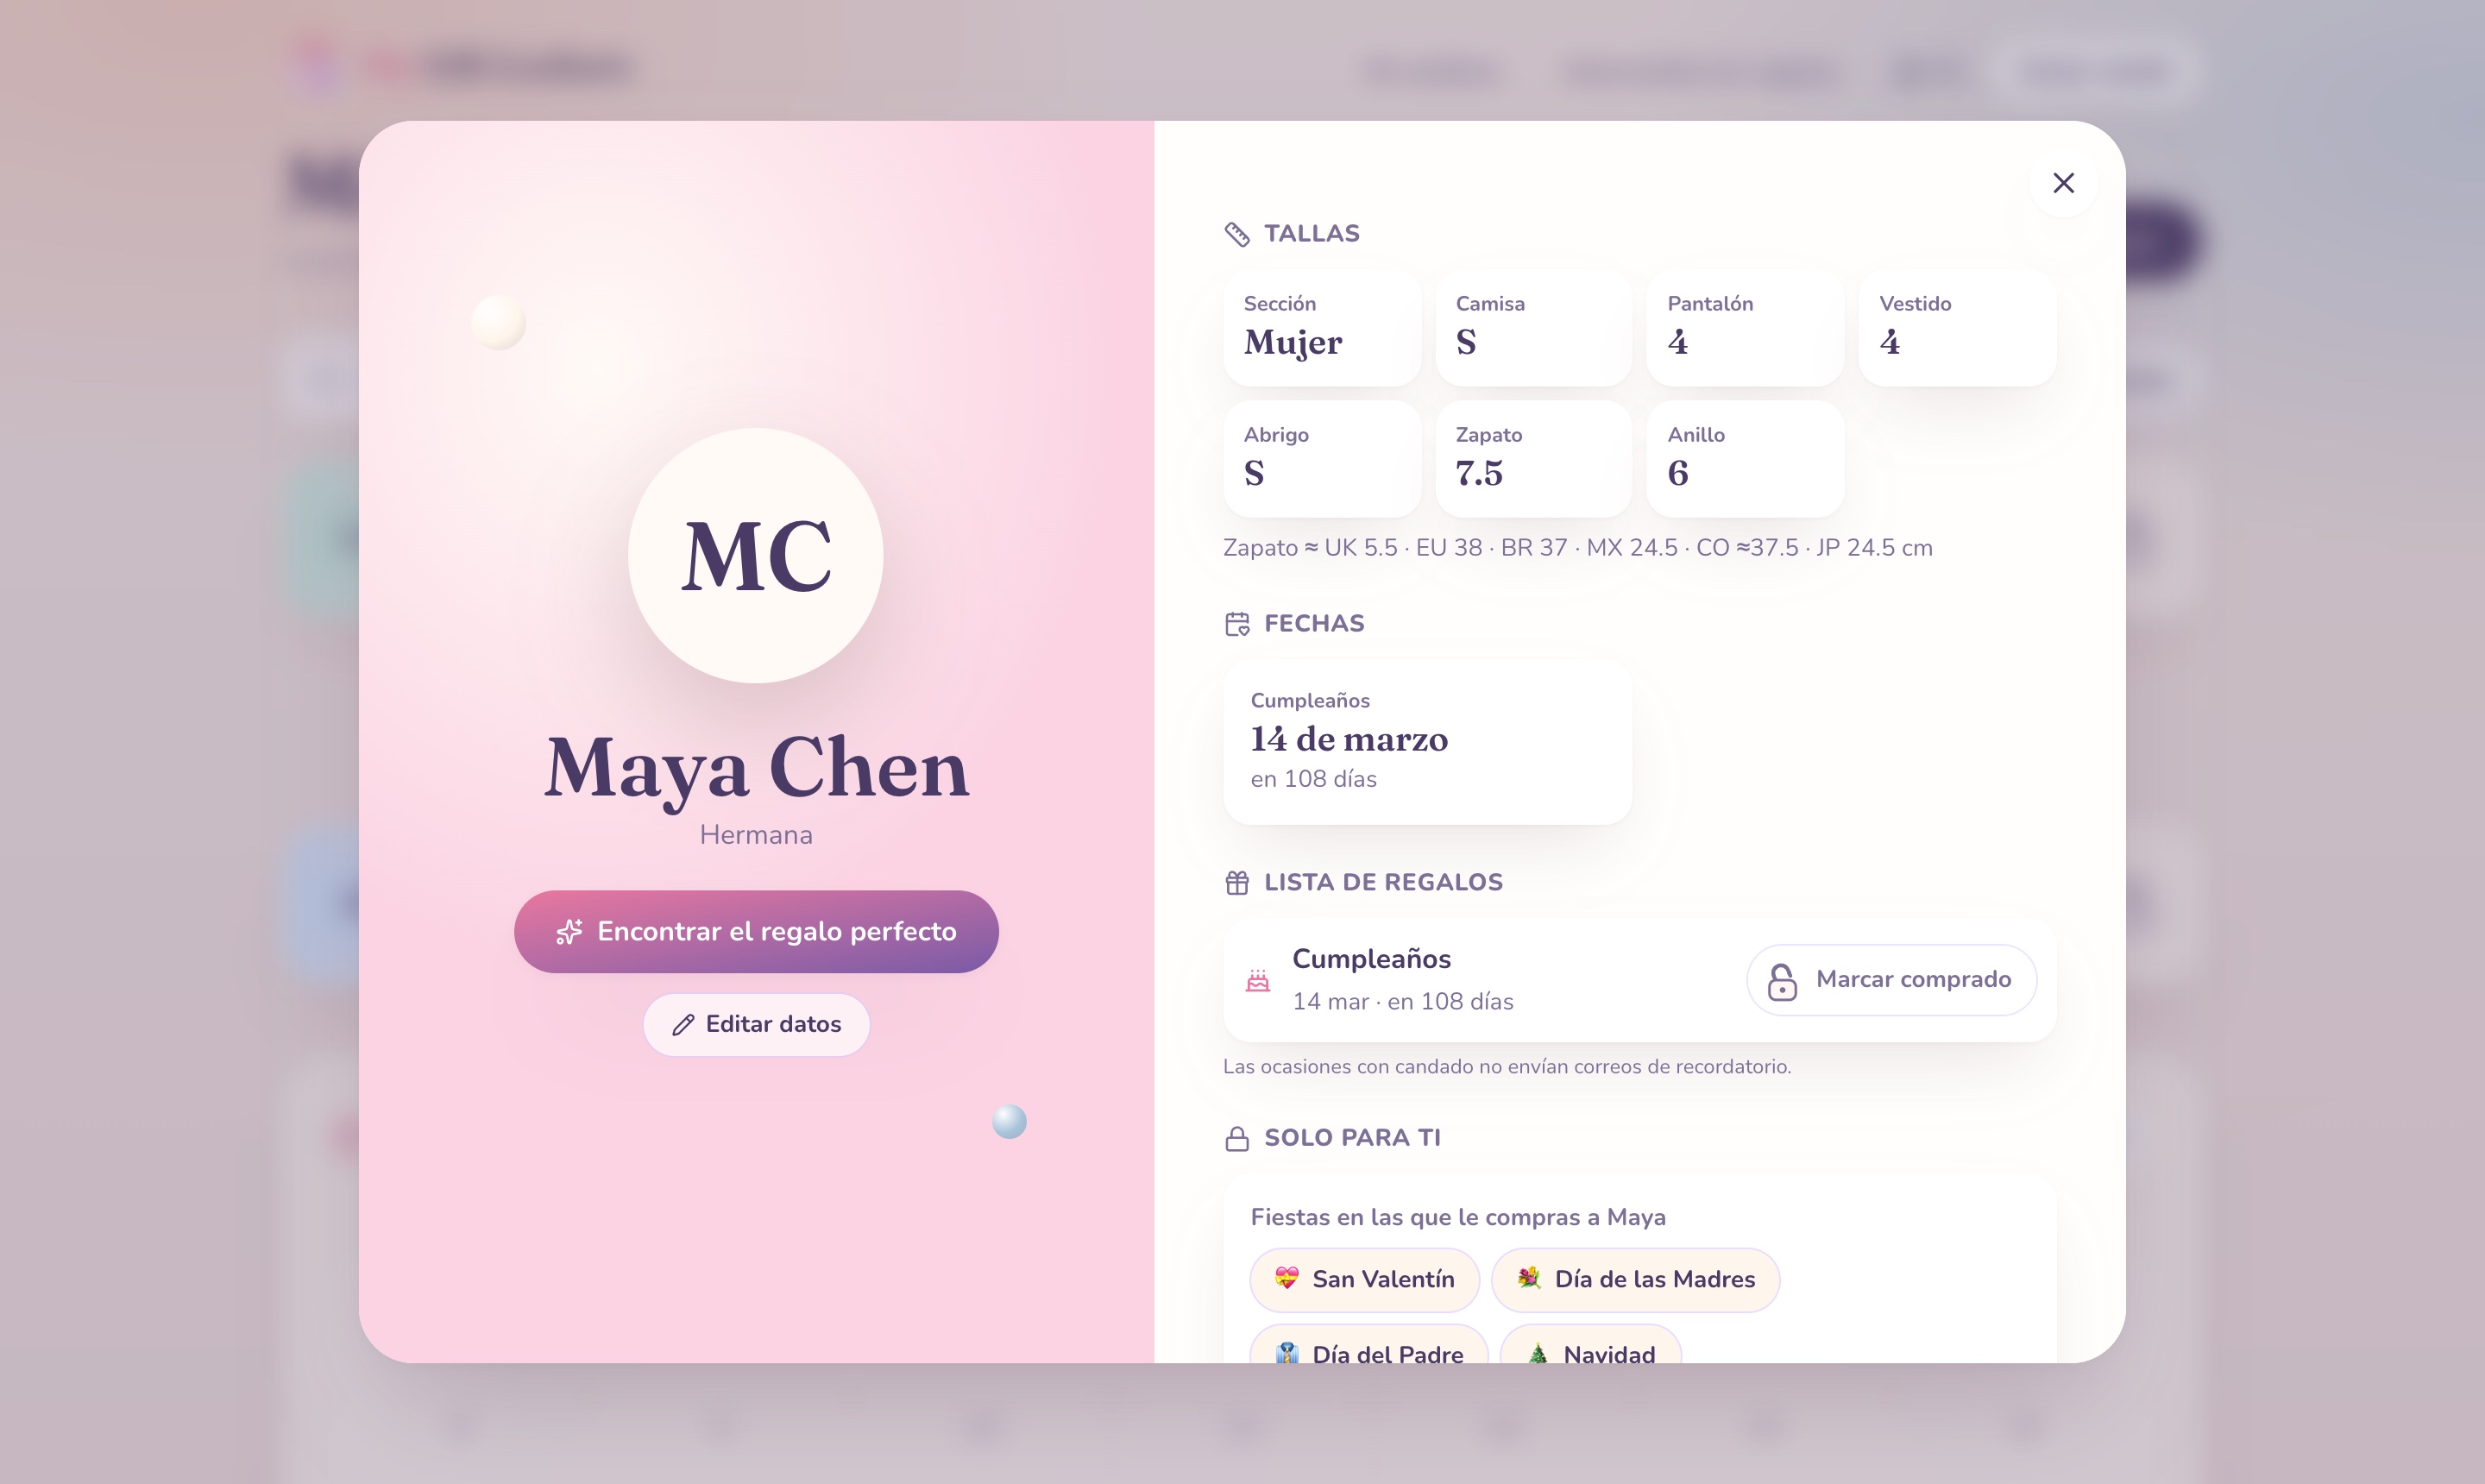 MC
Maya Chen
Hermana
Encontrar el regalo perfecto
Editar datos
TALLAS
Sección
Mujer
Camisa
S
Pantalón
4
Vestido
4
Abrigo
S
Zapato
7.5
Anillo
6
Zapato ≈ UK 5.5 · EU 38 · BR 37 · MX 24.5 · CO ≈37.5 · JP 24.5 cm
FECHAS
Cumpleaños
14 de marzo
en 108 días
LISTA DE REGALOS
Cumpleaños
14 mar · en 108 días
Marcar comprado
Las ocasiones con candado no envían correos de recordatorio.
SOLO PARA TI
Fiestas en las que le compras a Maya
San Valentín
Día de las Madres
Día del Padre
Navidad